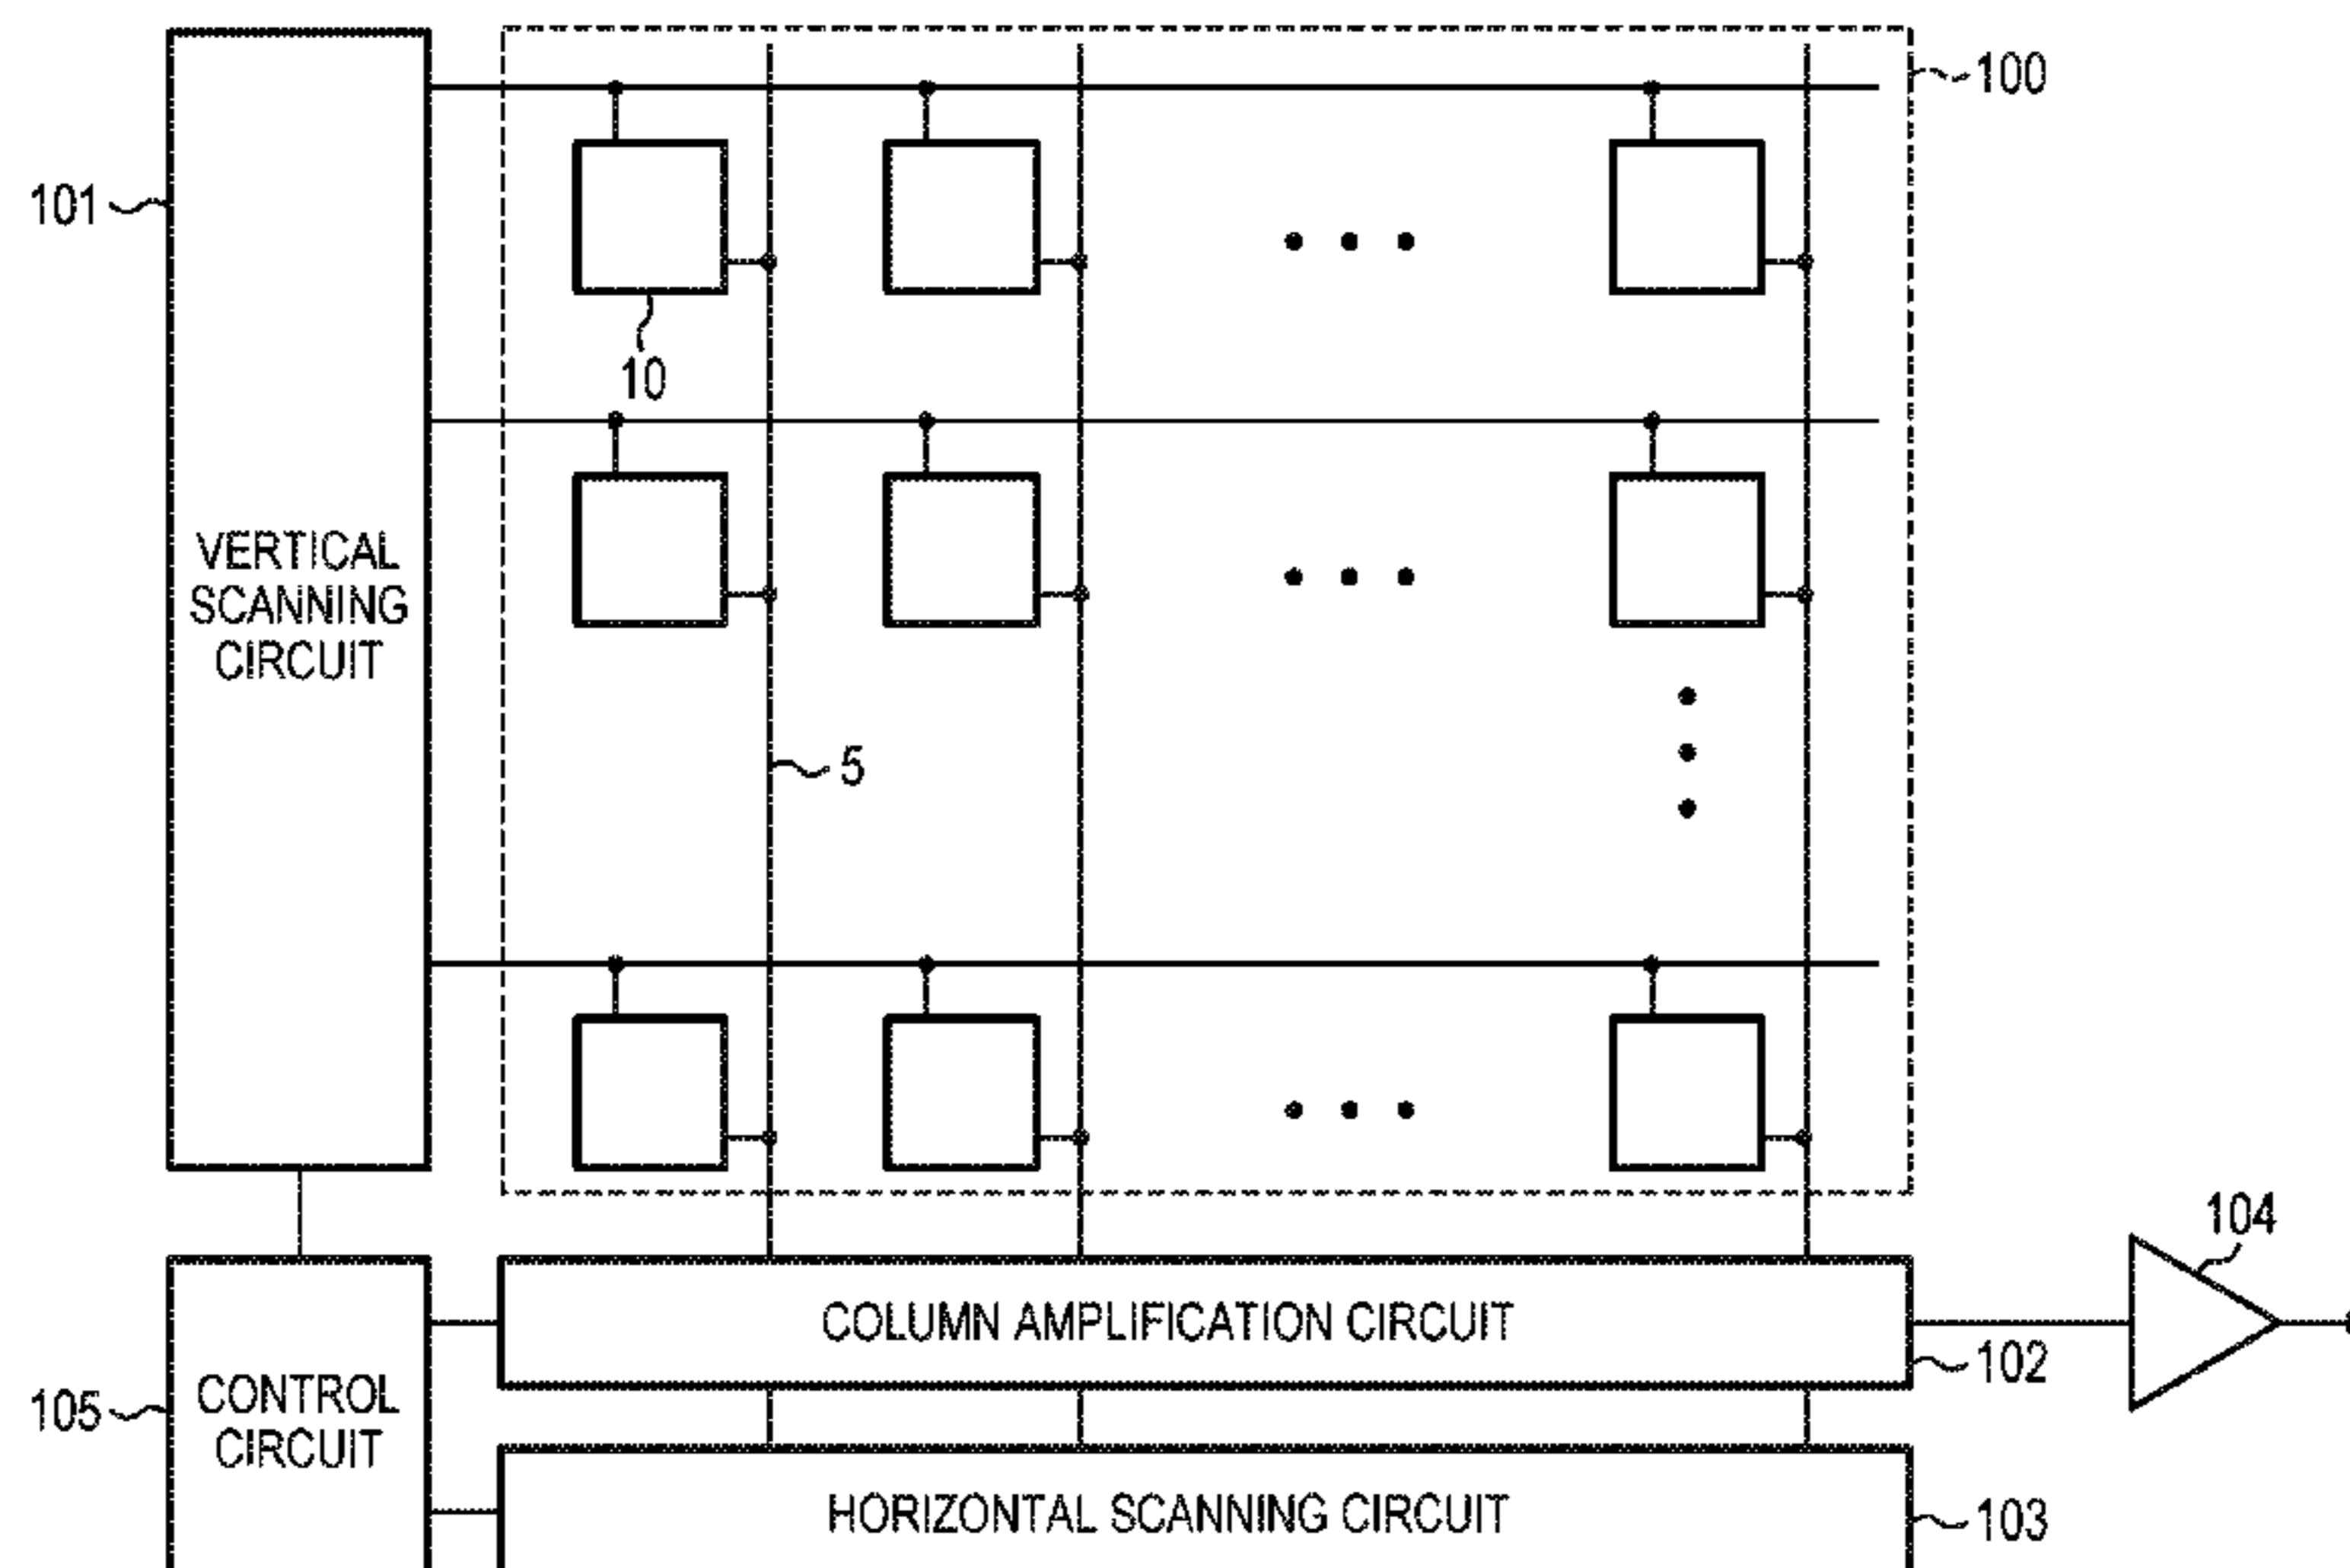 100
101
10
VERTICAL
SCANNING
CIRCUIT
5
104
COLUMN AMPLIFICATION CIRCUIT
102
105
CONTROL
CIRCUIT
HORIZONTAL SCANNING CIRCUIT
103